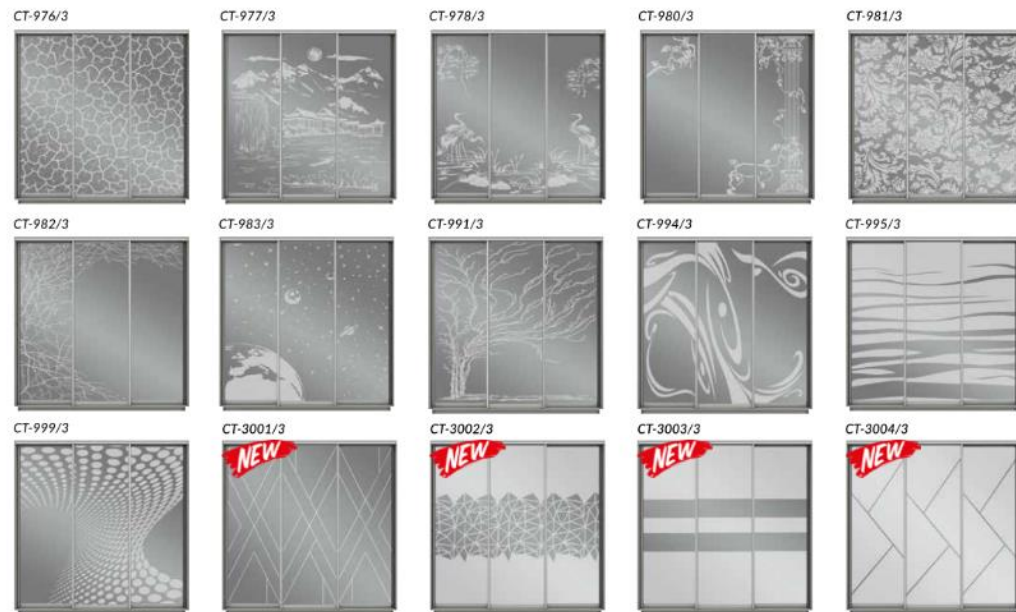 CT-976/3
CT-977/3
CT-978/3
CT-980/3
CT-981/3
CT-982/3
CT-983/3
CT-991/3
CT-994/3
CT-995/3
CT-999/3
CT-3001/3
NEW
CT-3002/3
NEW
CT-3003/3
NEW
CT-3004/3
NEW